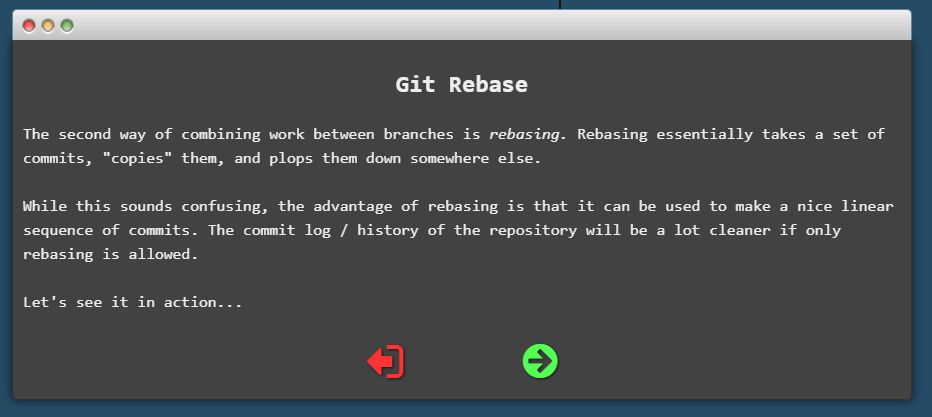 Git Rebase
The second way of combining work between branches is rebasing. Rebasing essentially takes a set of
commits, "copies" them, and plops them down somewhere else.
While this sounds confusing, the advantage of rebasing is that it can be used to make a nice linear
sequence of commits. The commit log / history of the repository will be a lot cleaner if only
rebasing is allowed.
Let's see it in action...